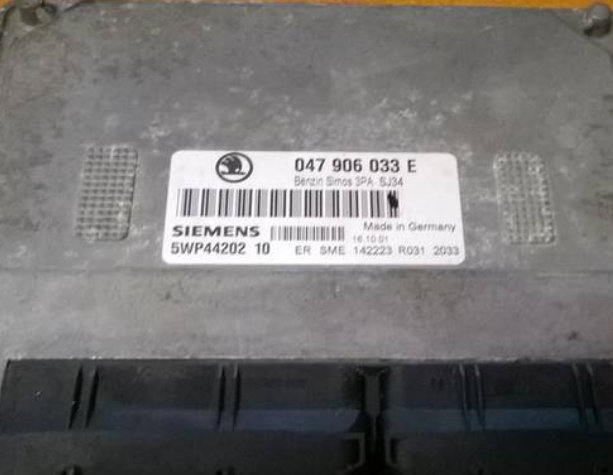 047 906 033 E
Benzin Simos 3PA SJ34
Made in Germany
SIEMENS
16.10.01
5WP44202 10 ER SME 142223 R031 2033